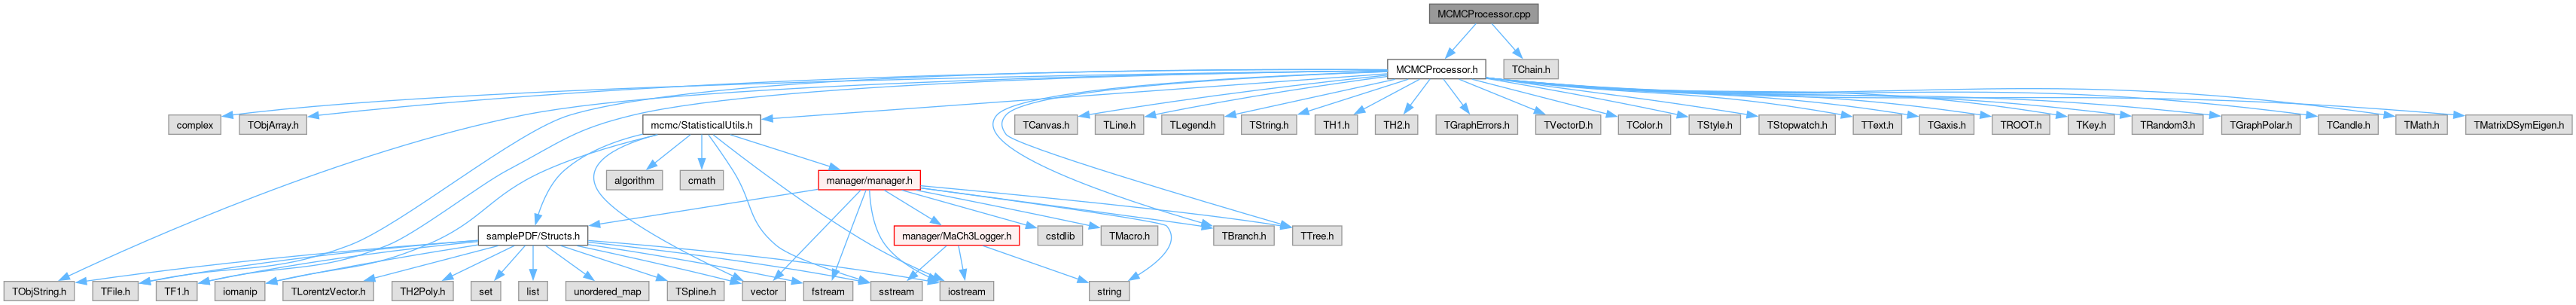 MCMCProcessor.cpp
MCMCProcessor.h
TChain.h
complex
TObjArray.h
mcmc/StatisticalUtils.h
TCanvas.h
TLine.h
TLegend.h
TString.h
TH1.h
TH2.h
TGraphErrors.h
TVectorD.h
TColor.h
TStyle.h
TStopwatch.h
TText.h
TGaxis.h
TROOT.h
TKey.h
TRandom3.h
TGraphPolar.h
TCandle.h
TMath.h
TMatrixDSymEigen.h
algorithm
cmath
manager/manager.h
samplePDF/Structs.h
manager/MaCh3Logger.h
cstdlib
TMacro.h
TBranch.h
TTree.h
TObjString.h
TFile.h
TF1.h
iomanip
TLorentzVector.h
TH2Poly.h
set
list
unordered_map
TSpline.h
vector
fstream
sstream
iostream
string